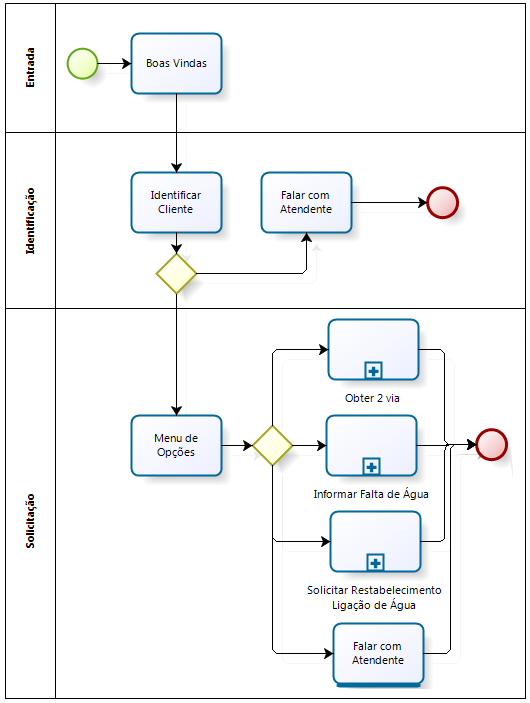 Entrada
Boas Vindas
Identificação
Identificar
Cliente
Falar com
Atendente
Solicitação
Menu de
Opções
Obter 2 via
Informar Falta de Água
Solicitar Restabelecimento
Ligação de Água
Falar com
Atendente